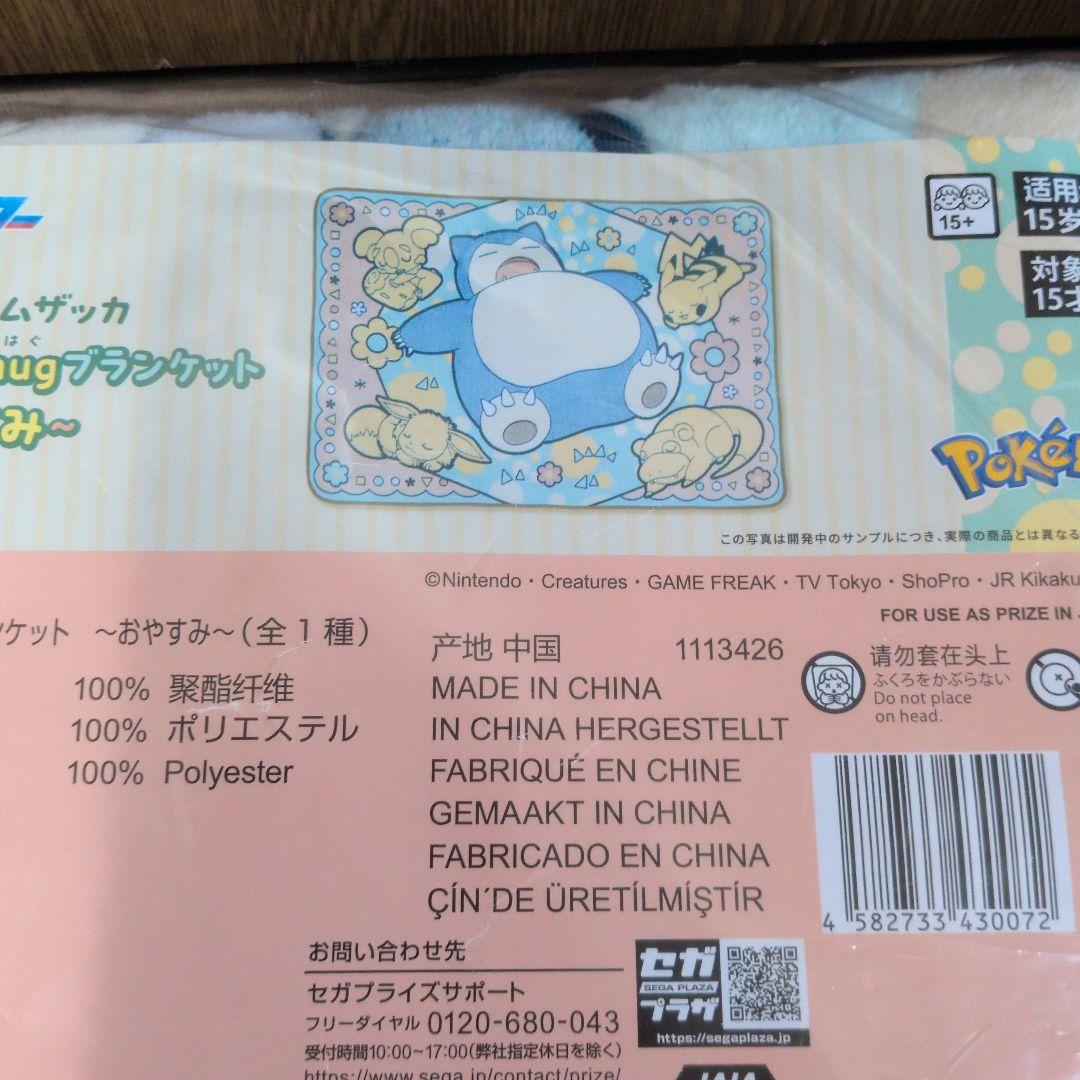 ター
ムザッカ
はぐ
hugブランケット
み~
15+
适用
15岁
対象
15才
Poké
この写真は開発中のサンプルにつき、実際の商品とは異なる
©Nintendo・Creatures・GAME FREAK・TV Tokyo・ShoPro・JR Kikaku
FOR USE AS PRIZE IN
ケット ~おやすみ~(全1種)
100% 聚酯纤维
100% ポリエステル
100% Polyester
产地 中国 1113426
MADE IN CHINA
IN CHINA HERGESTELLT
FABRIQUÉ EN CHINE
GEMAAKT IN CHINA
FABRICADO EN CHINA
ÇİN´DE ÜRETİLMİŞTİR
请勿套在头上
ふくろをかぶらない
Do not place
on head.
4 582733 430072
お問い合わせ先
セガプライズサポート
フリーダイヤル 0120-680-043
受付時間10:00~17:00(弊社指定休日を除く)
https://www.sega.jp/contact/prize/
セガ
SEGA PLAZA
プラザ
https://segaplaza.jp